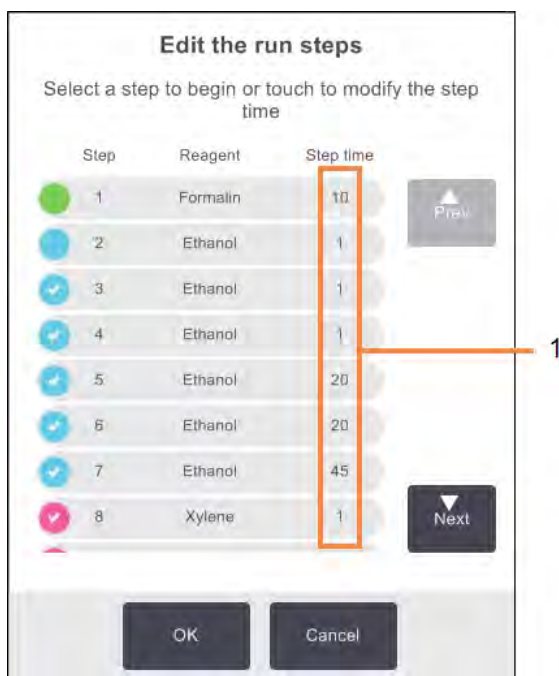 Edit the run steps
Select a step to begin or touch to modify the step
time
Step Reagent Step time
1 Formalin 10
Prev
2 Ethanol 1
3 Ethanol 1
4 Ethanol 1
1
5 Ethanol 20
6 Ethanol 20
7 Ethanol 45
8 Xylene 1
Next
OK Cancel